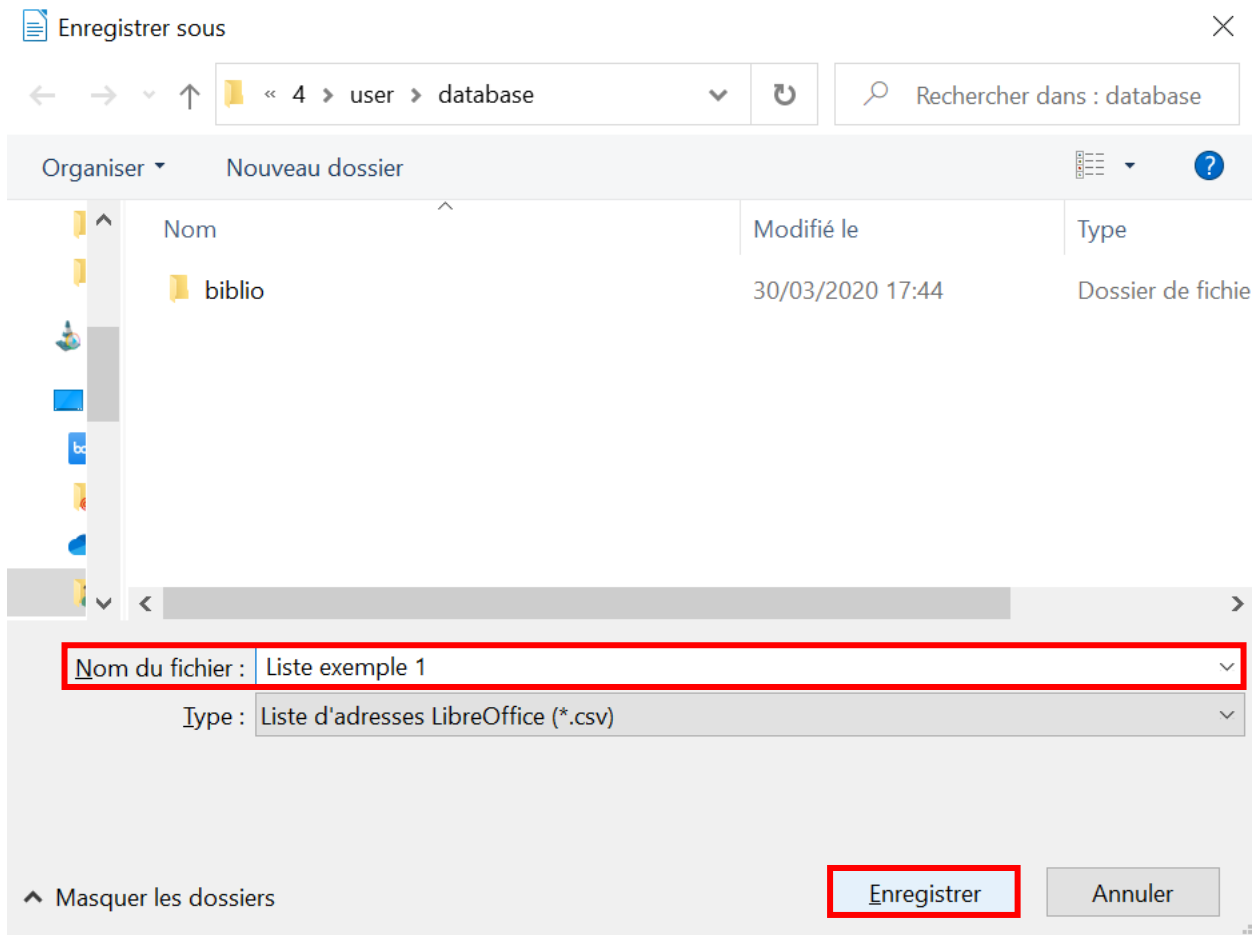 Enregistrer sous
« 4 > user > database
Rechercher dans : database
Organiser
Nouveau dossier
?
Nom
Modifié le
Type
biblio
30/03/2020 17:44
Dossier de fichie
Nom du fichier :
Liste exemple 1
Type :
Liste d'adresses LibreOffice (*.csv)
Masquer les dossiers
Enregistrer
Annuler